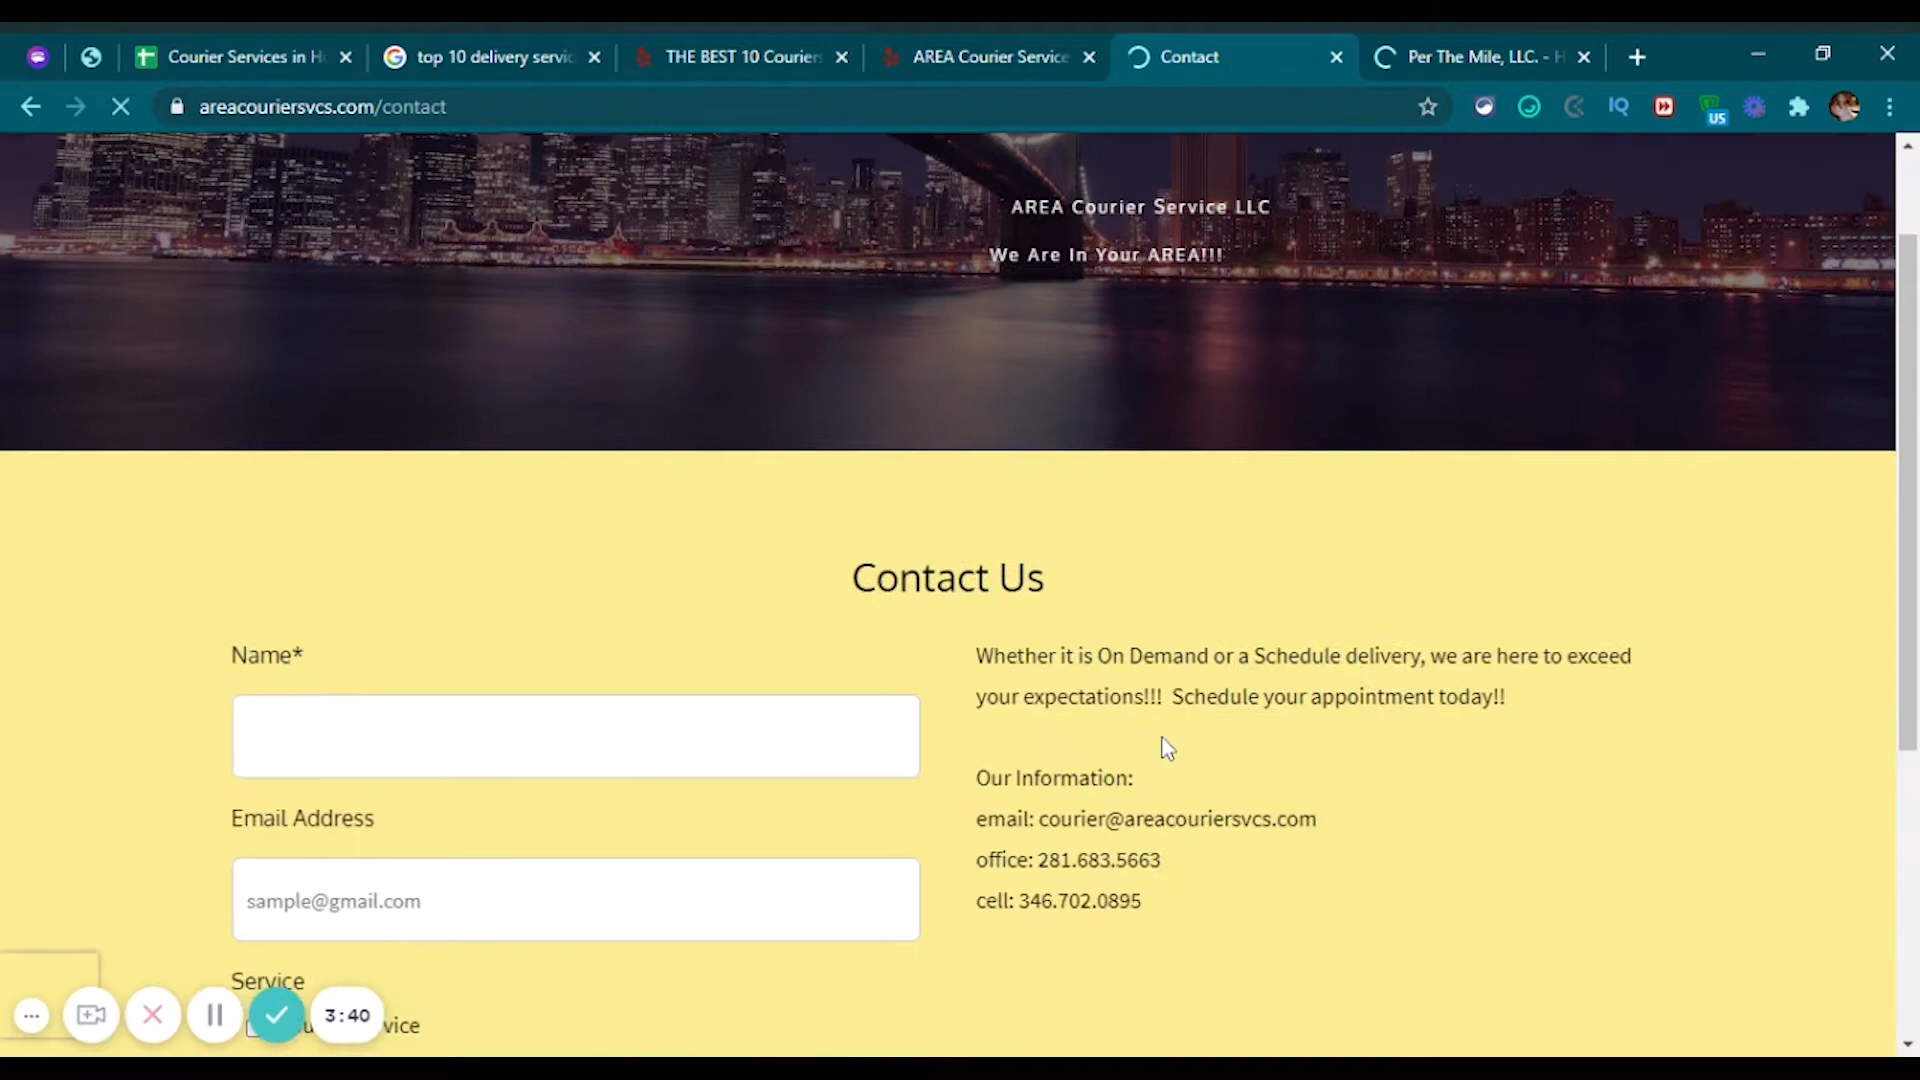 Courier Services in H
top 10 delivery servic
THE BEST 10 Courier
AREA Courier Service
Contact
Per The Mile, LLC. - H
areacouriersvcs.com/contact
IQ
US
AREA Courier Service LLC
We Are In Your AREA!!!
Contact Us
Name*
Whether it is On Demand or a Schedule delivery, we are here to exceed
your expectations!!! Schedule your appointment today!!
Our Information:
Email Address
email: courier@areacouriersvcs.com
office: 281.683.5663
sample@gmail.com
cell: 346.702.0895
Service
3:40
vice